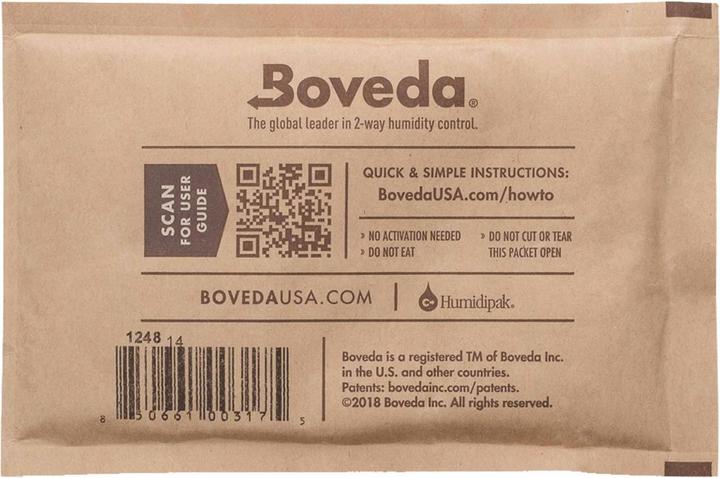 Boveda®
The global leader in 2-way humidity control.
SCAN
FOR USER
GUIDE
QUICK & SIMPLE INSTRUCTIONS:
BovedaUSA.com/howto
» NO ACTIVATION NEEDED
» DO NOT EAT
» DO NOT CUT OR TEAR
THIS PACKET OPEN
BOVEDAUSA.COM
Humidipak®
1248 14
8 50661 00317 5
Boveda is a registered TM of Boveda Inc.
in the U.S. and other countries.
Patents: bovedainc.com/patents.
©2018 Boveda Inc. All rights reserved.